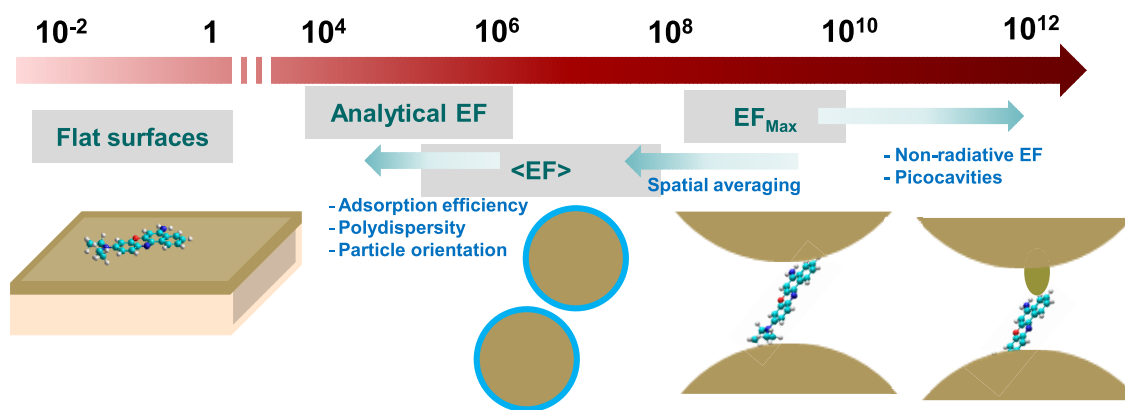 10⁻² 1 10⁴ 10⁶ 10⁸ 10¹⁰ 10¹²
Flat surfaces
Analytical EF
EF_Max
<EF>
Spatial averaging
- Non-radiative EF
- Picocavities
- Adsorption efficiency
- Polydispersity
- Particle orientation